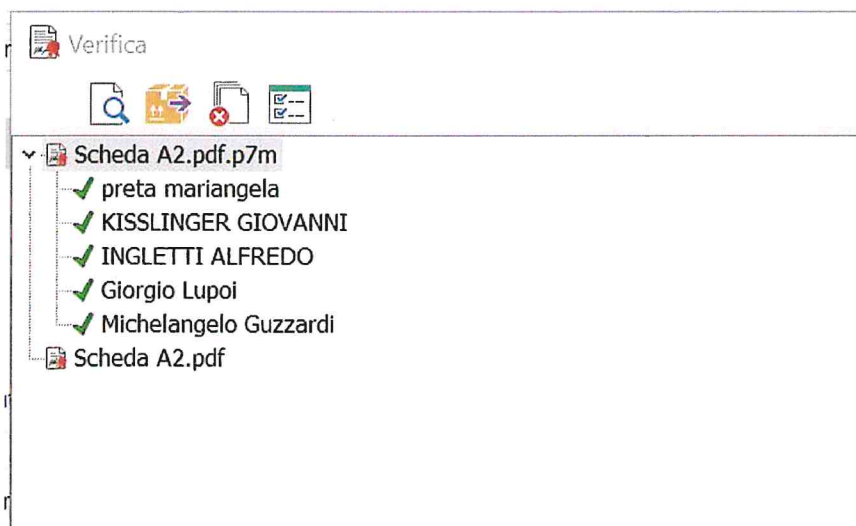 Verifica
Scheda A2.pdf.p7m
preta mariangela
KISSLINGER GIOVANNI
INGLETTI ALFREDO
Giorgio Lupoi
Michelangelo Guzzardi
Scheda A2.pdf